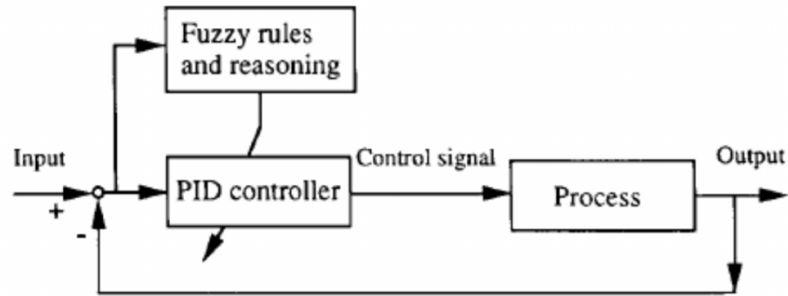 Fuzzy rules
and reasoning
Input
Control signal
Output
PID controller
Process
+
-